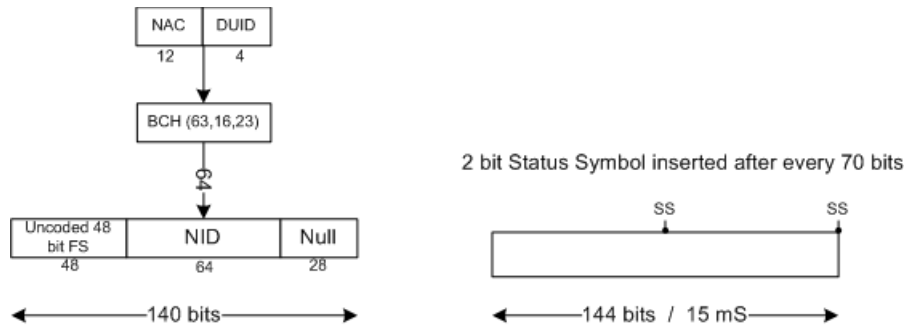 NAC DUID
12 4
BCH (63,16,23)
64
Uncoded 48
bit FS
NID
Null
48 64 28
140 bits
2 bit Status Symbol inserted after every 70 bits
SS SS
144 bits / 15 mS